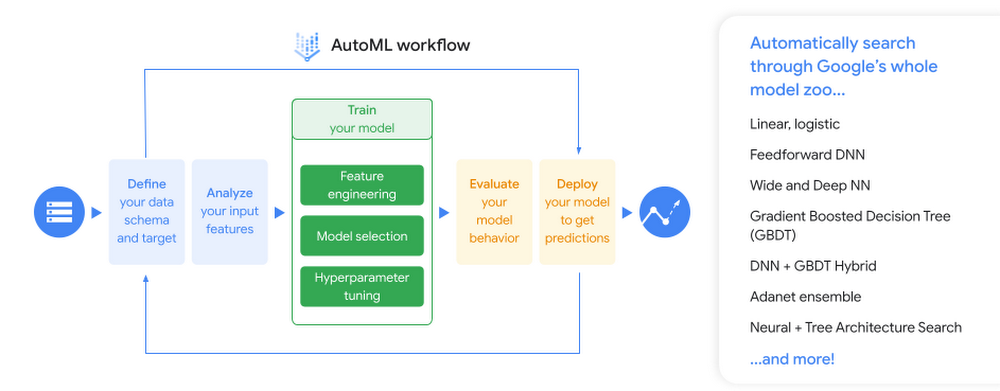 AutoML workflow
Define
your data
schema
and target
Analyze
your input
features
Train
your model
Feature
engineering
Model selection
Hyperparameter
tuning
Evaluate
your
model
behavior
Deploy
your model
to get
predictions
Automatically search
through Google's whole
model zoo...
Linear, logistic
Feedforward DNN
Wide and Deep NN
Gradient Boosted Decision Tree
(GBDT)
DNN + GBDT Hybrid
Adanet ensemble
Neural + Tree Architecture Search
...and more!